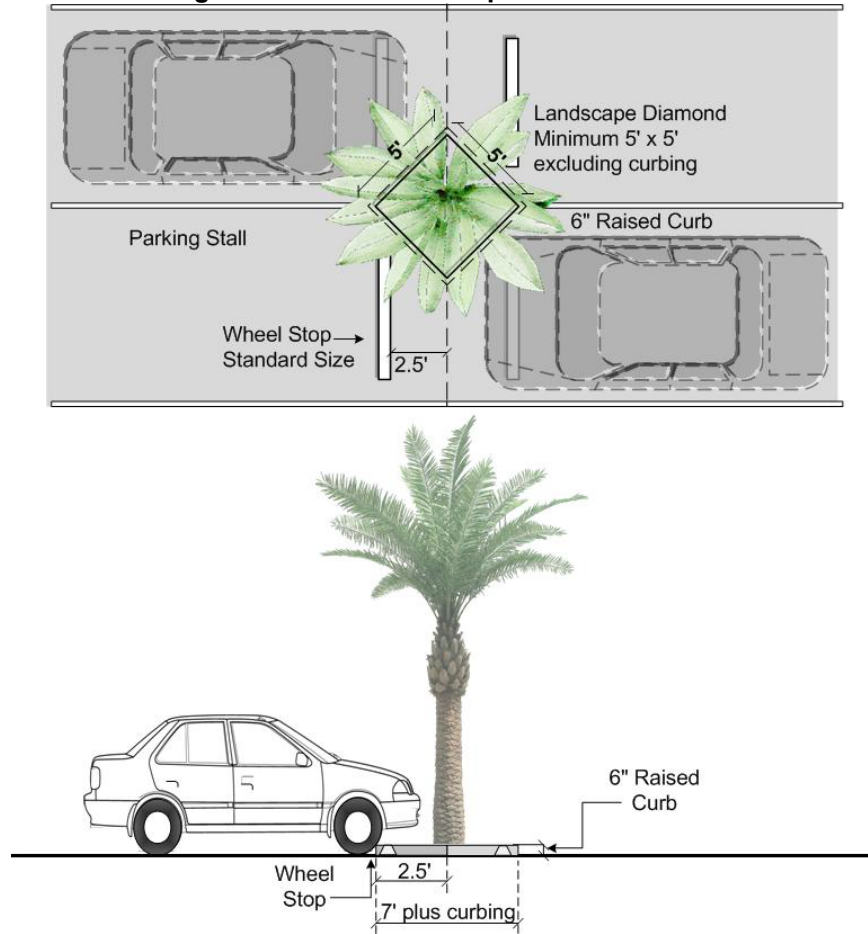 Landscape Diamond
Minimum 5' x 5'
excluding curbing
5'
5'
6" Raised Curb
Parking Stall
Wheel Stop
Standard Size
2.5'
6" Raised
Curb
Wheel
Stop
2.5'
7' plus curbing